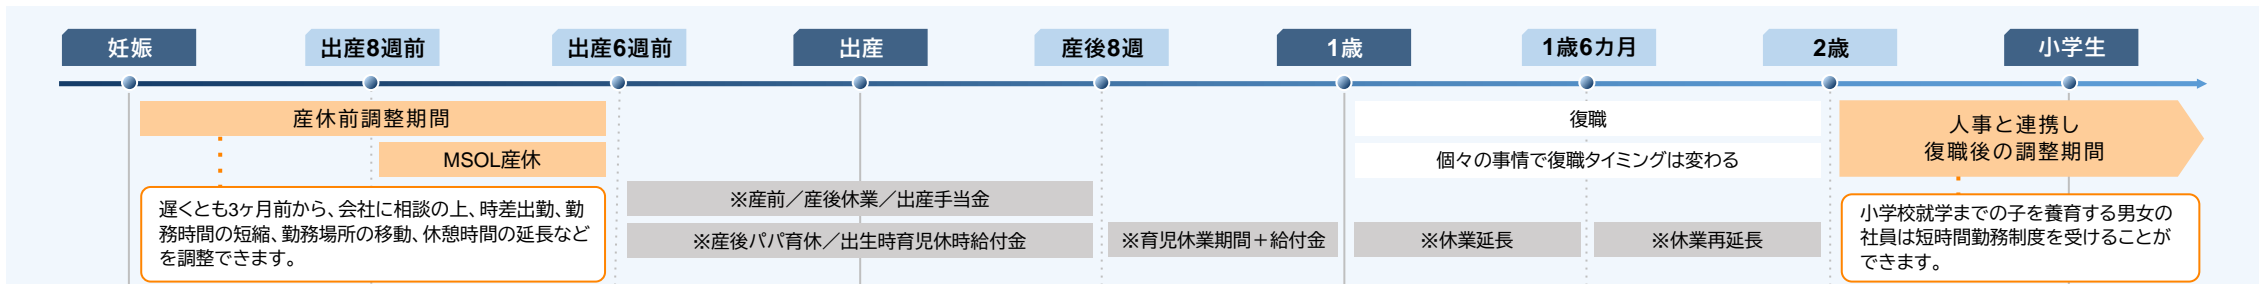 妊娠
出産8週前
出産6週前
出産
産後8週
1歳
1歳6カ月
2歳
小学生
産休前調整期間
MSOL産休
遅くとも3ヶ月前から、会社に相談の上、時差出勤、勤
務時間の短縮、勤務場所の移動、休憩時間の延長など
を調整できます。
※産前／産後休業／出産手当金
※産後パパ育休／出生時育児休時給付金
※育児休業期間＋給付金
復職
個々の事情で復職タイミングは変わる
※休業延長
※休業再延長
人事と連携し
復職後の調整期間
小学校就学までの子を養育する男女の
社員は短時間勤務制度を受けることが
できます。